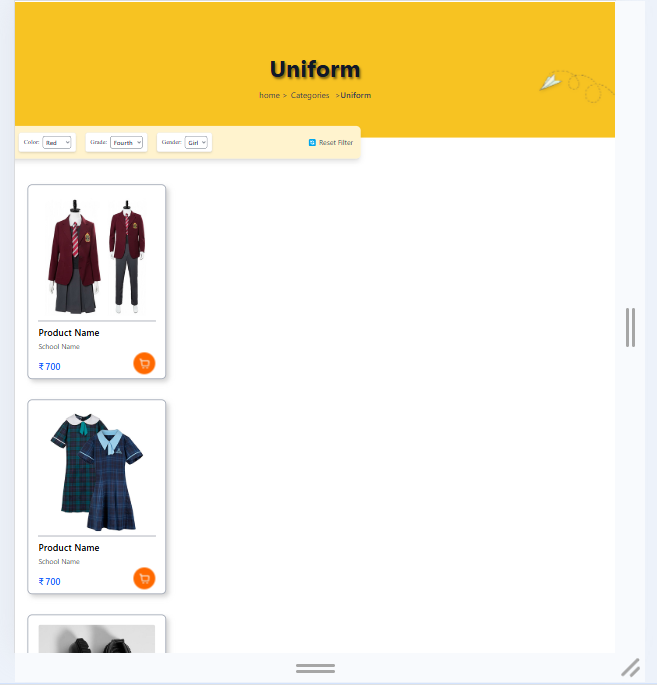 Uniform
home > Categories >Uniform
Color: Red Grade: Fourth Gender: Girl Reset Filter
Product Name
School Name
₹ 700
Product Name
School Name
₹ 700